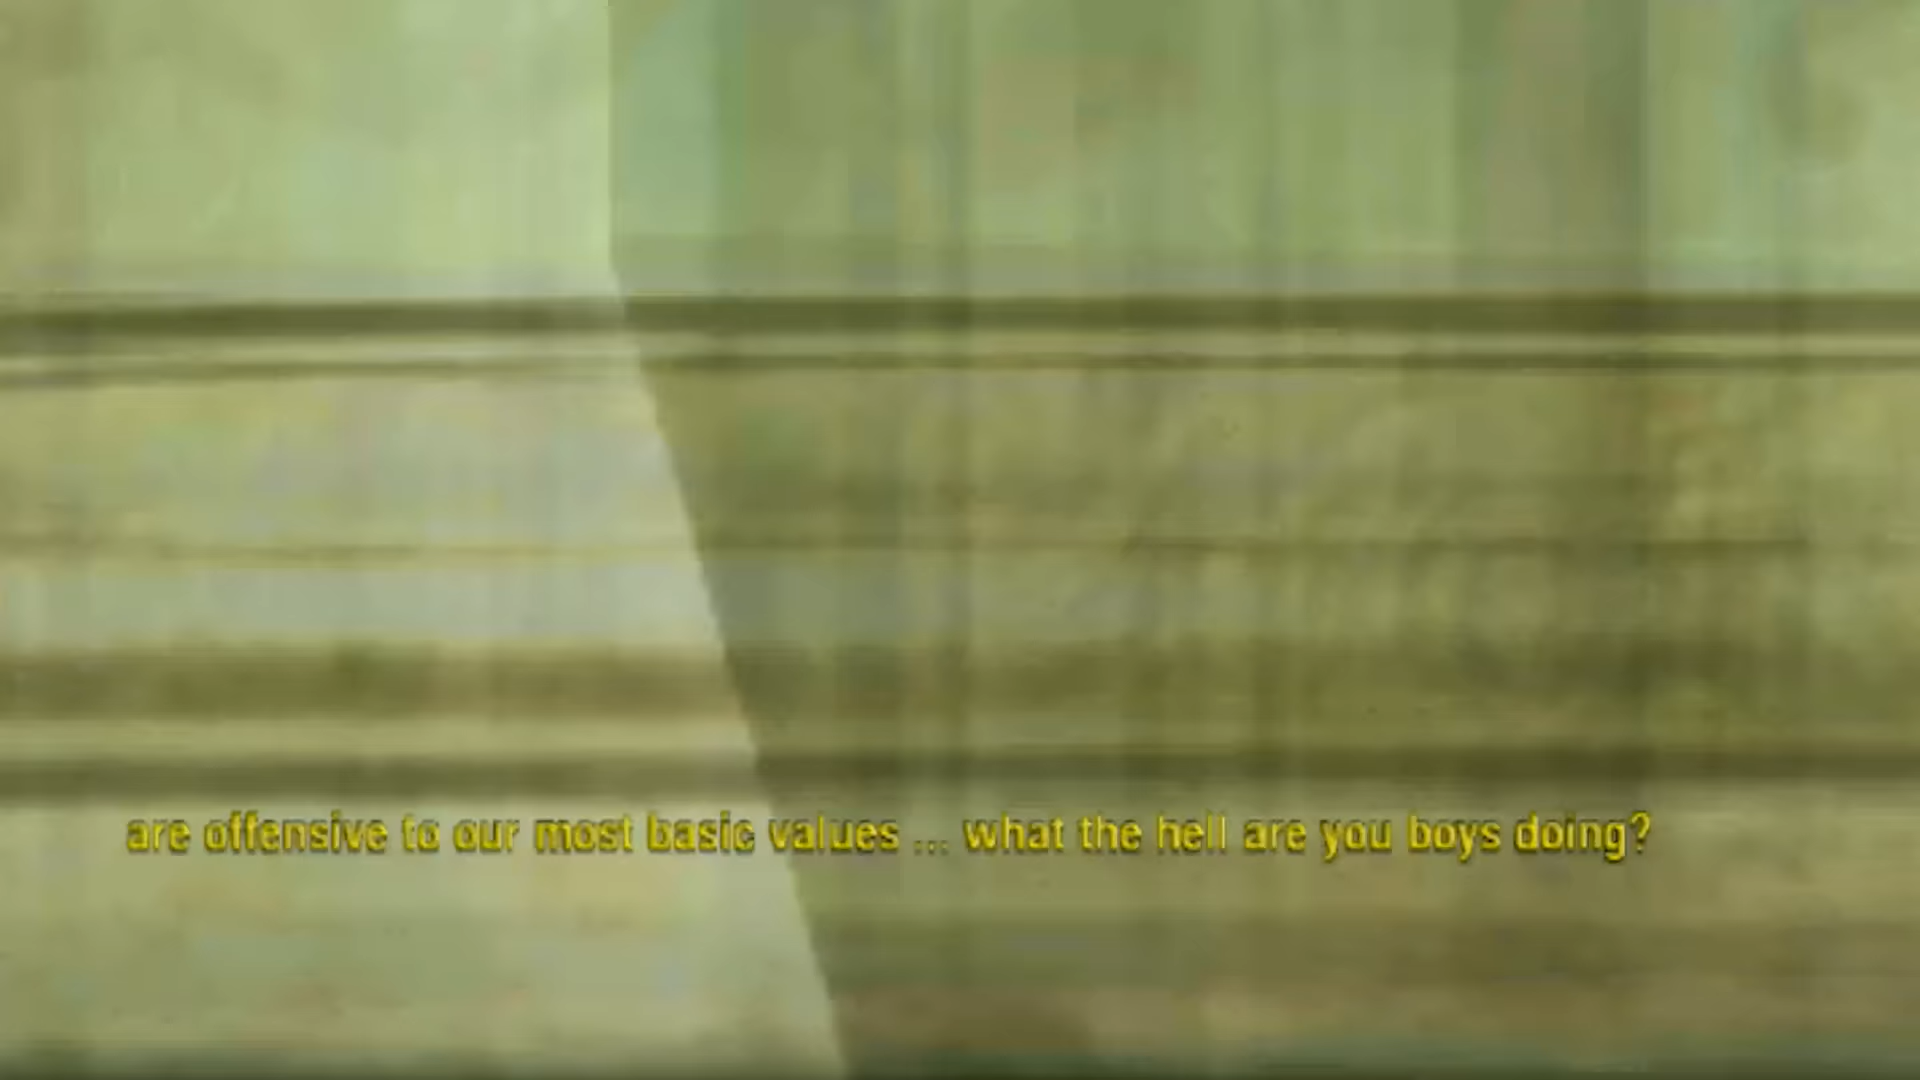 are offensive to our most basic values ... what the hell are you boys doing?